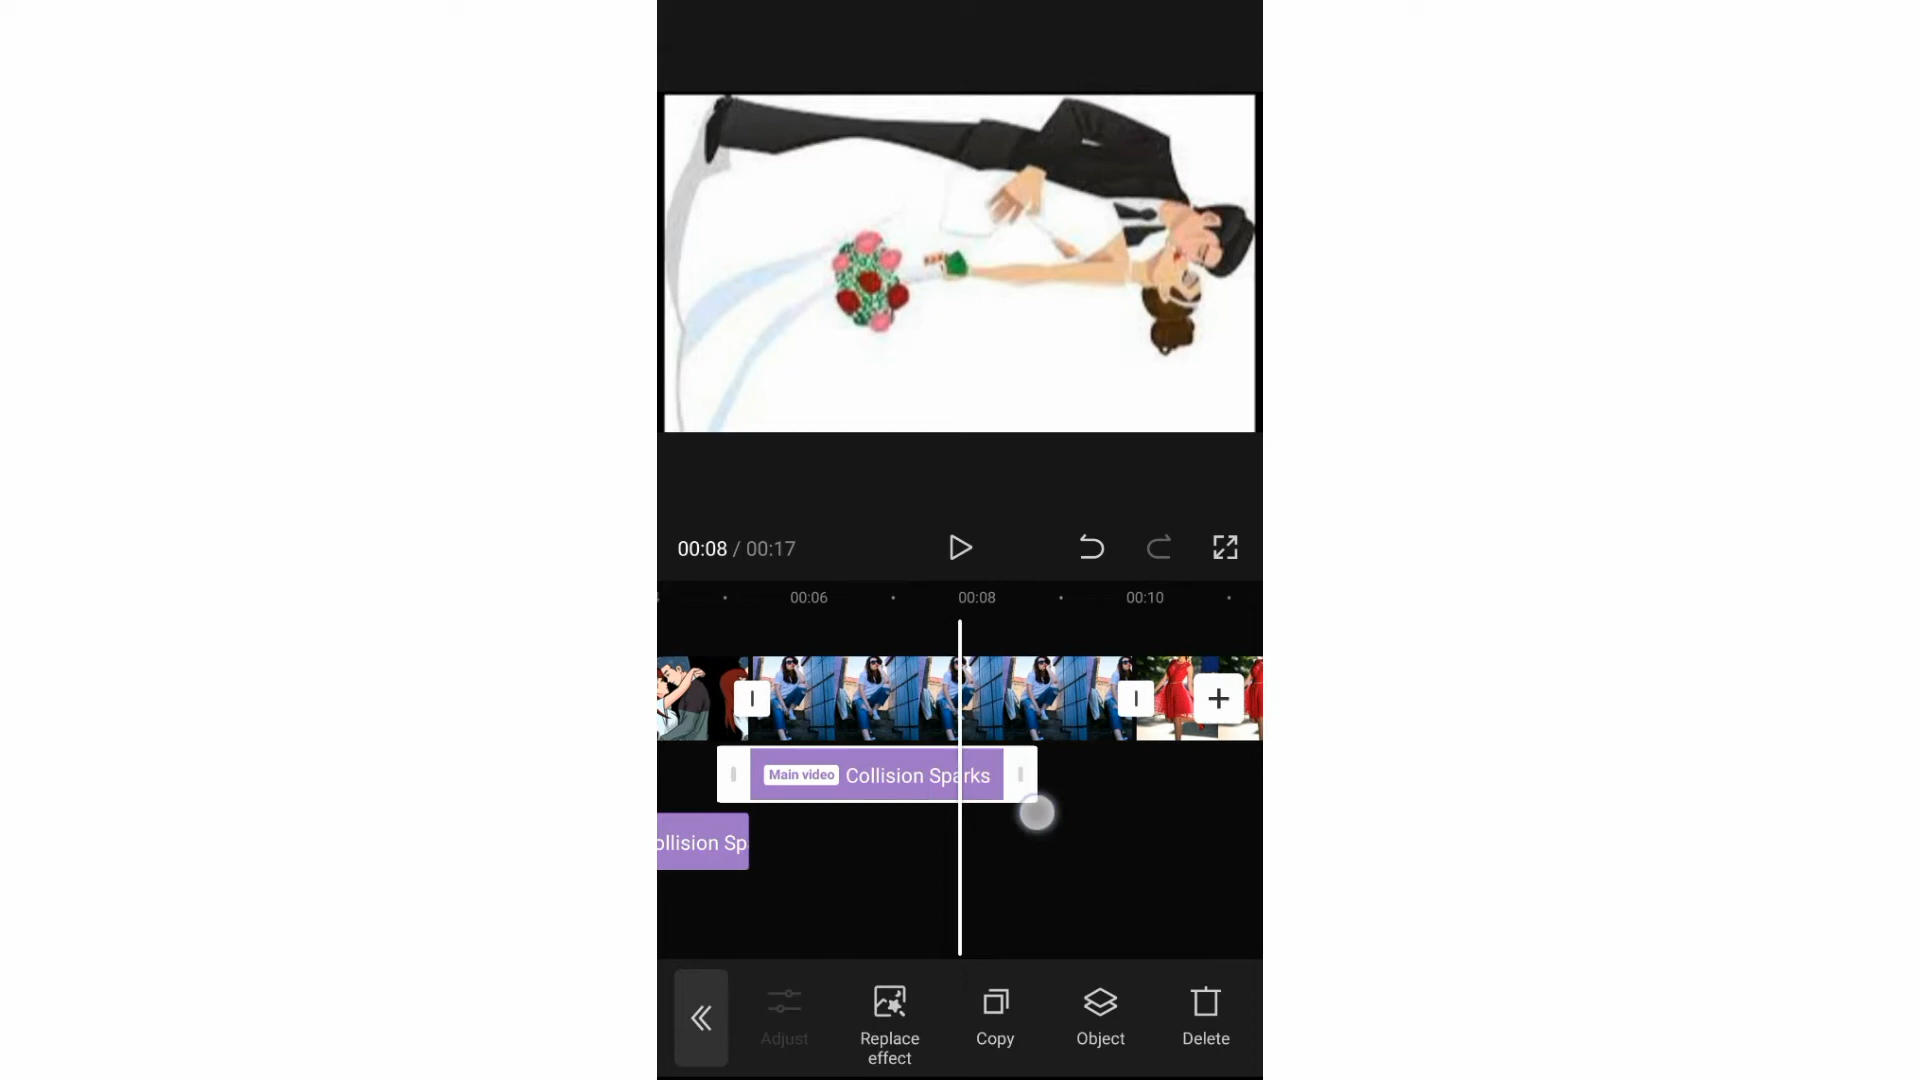 00:08 / 00:17
00:06 00:08 00:10
Main video Collision Sparks
ollision Sp
Adjust
Replace effect
Copy
Object
Delete